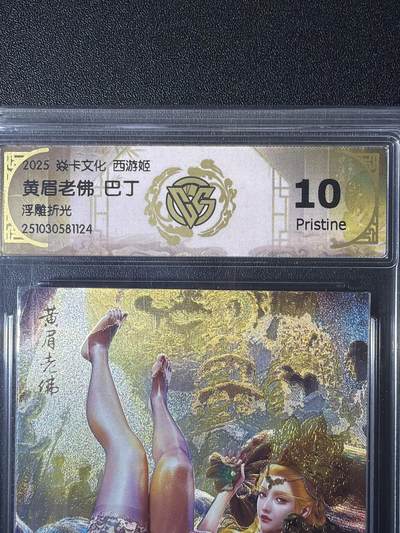 2025 焱卡文化 西游姬
黄眉老佛 巴丁
浮雕折光
251030581124
10
Pristine
黄眉老佛